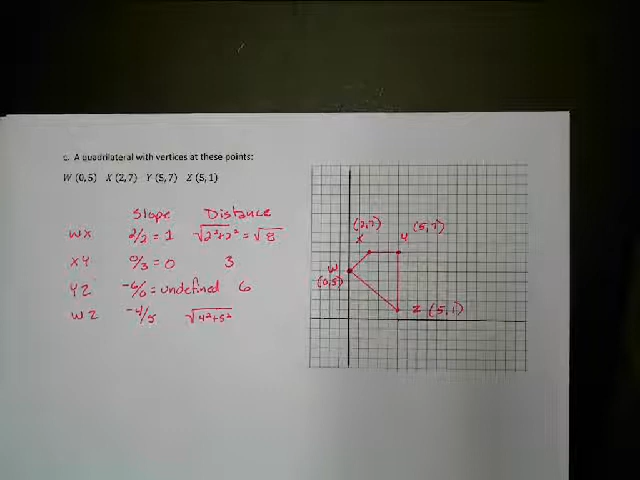 c. A quadrilateral with vertices at these points:
W (0,5) X (2,7) Y (5,7) Z (5,1)
Slope Distance
WX 2/2 = 1 √2²+2² = √8
XY 0/3 = 0 3
YZ -6/0 = undefined 6
WZ -4/5 √4²+5²
(2,7) (5,7)
X Y
W
(0,5)
Z (5,1)